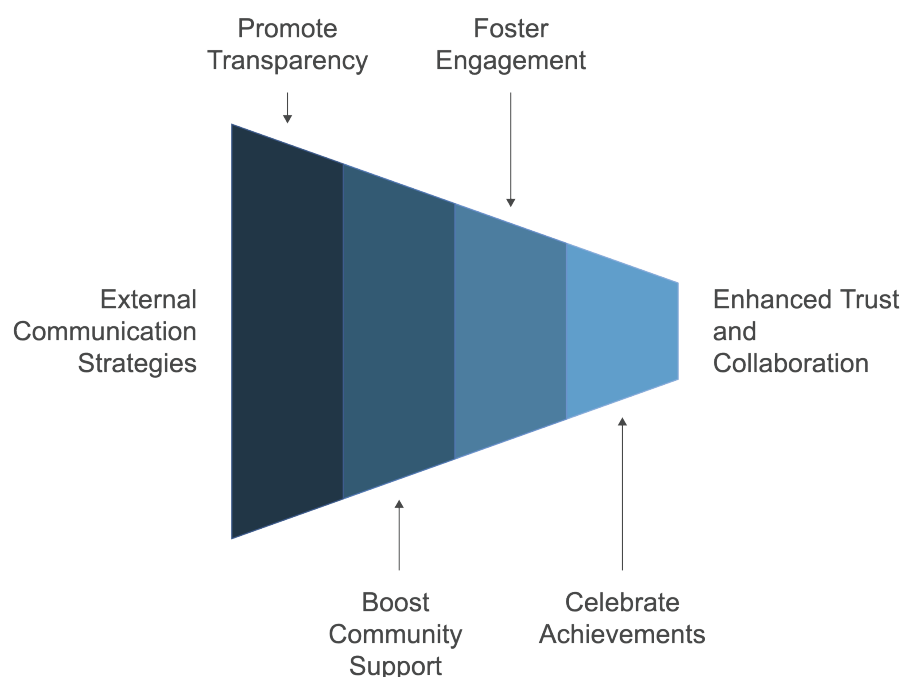 Promote
Transparency
Foster
Engagement
External
Communication
Strategies
Enhanced Trust
and
Collaboration
Boost
Community
Support
Celebrate
Achievements